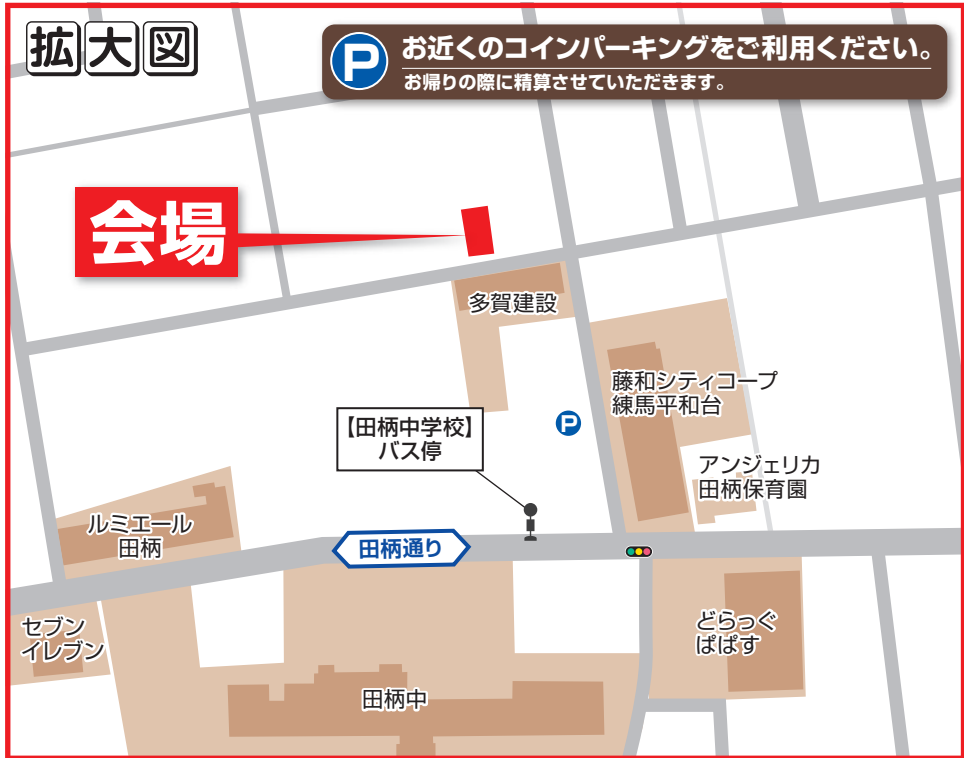 拡大図
P
お近くのコインパーキングをご利用ください。
お帰りの際に精算させていただきます。
会場
多賀建設
藤和シティコープ
練馬平和台
【田柄中学校】
バス停
P
アンジェリカ
田柄保育園
ルミエール
田柄
田柄通り
セブン
イレブン
どらっぐ
ぱぱす
田柄中